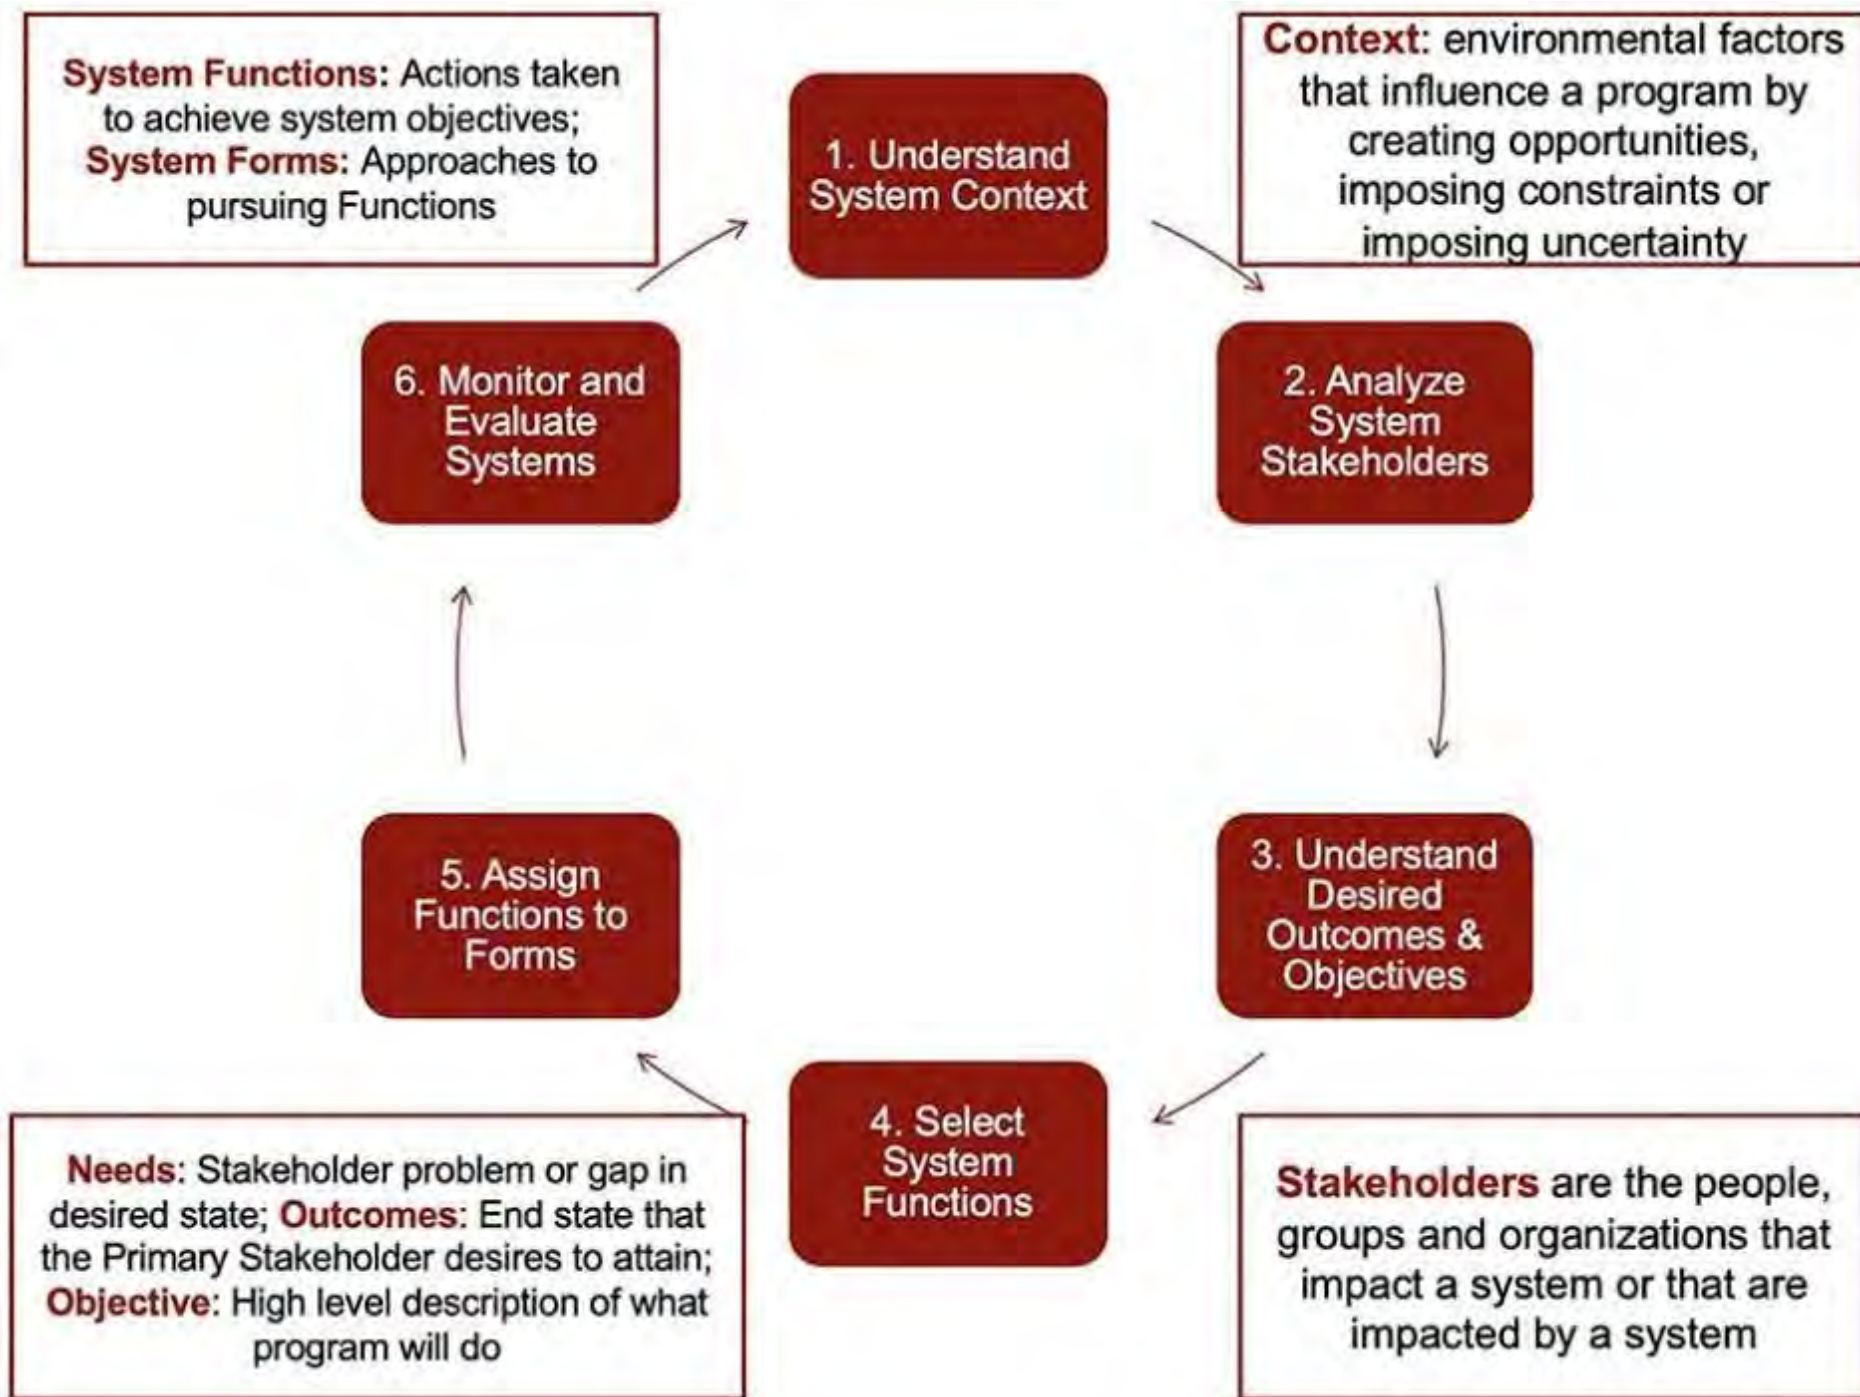 System Functions: Actions taken
to achieve system objectives;
System Forms: Approaches to
pursuing Functions
1. Understand
System Context
Context: environmental factors
that influence a program by
creating opportunities,
imposing constraints or
imposing uncertainty
6. Monitor and
Evaluate
Systems
2. Analyze
System
Stakeholders
5. Assign
Functions to
Forms
3. Understand
Desired
Outcomes &
Objectives
4. Select
System
Functions
Needs: Stakeholder problem or gap in
desired state; Outcomes: End state that
the Primary Stakeholder desires to attain;
Objective: High level description of what
program will do
Stakeholders are the people,
groups and organizations that
impact a system or that are
impacted by a system